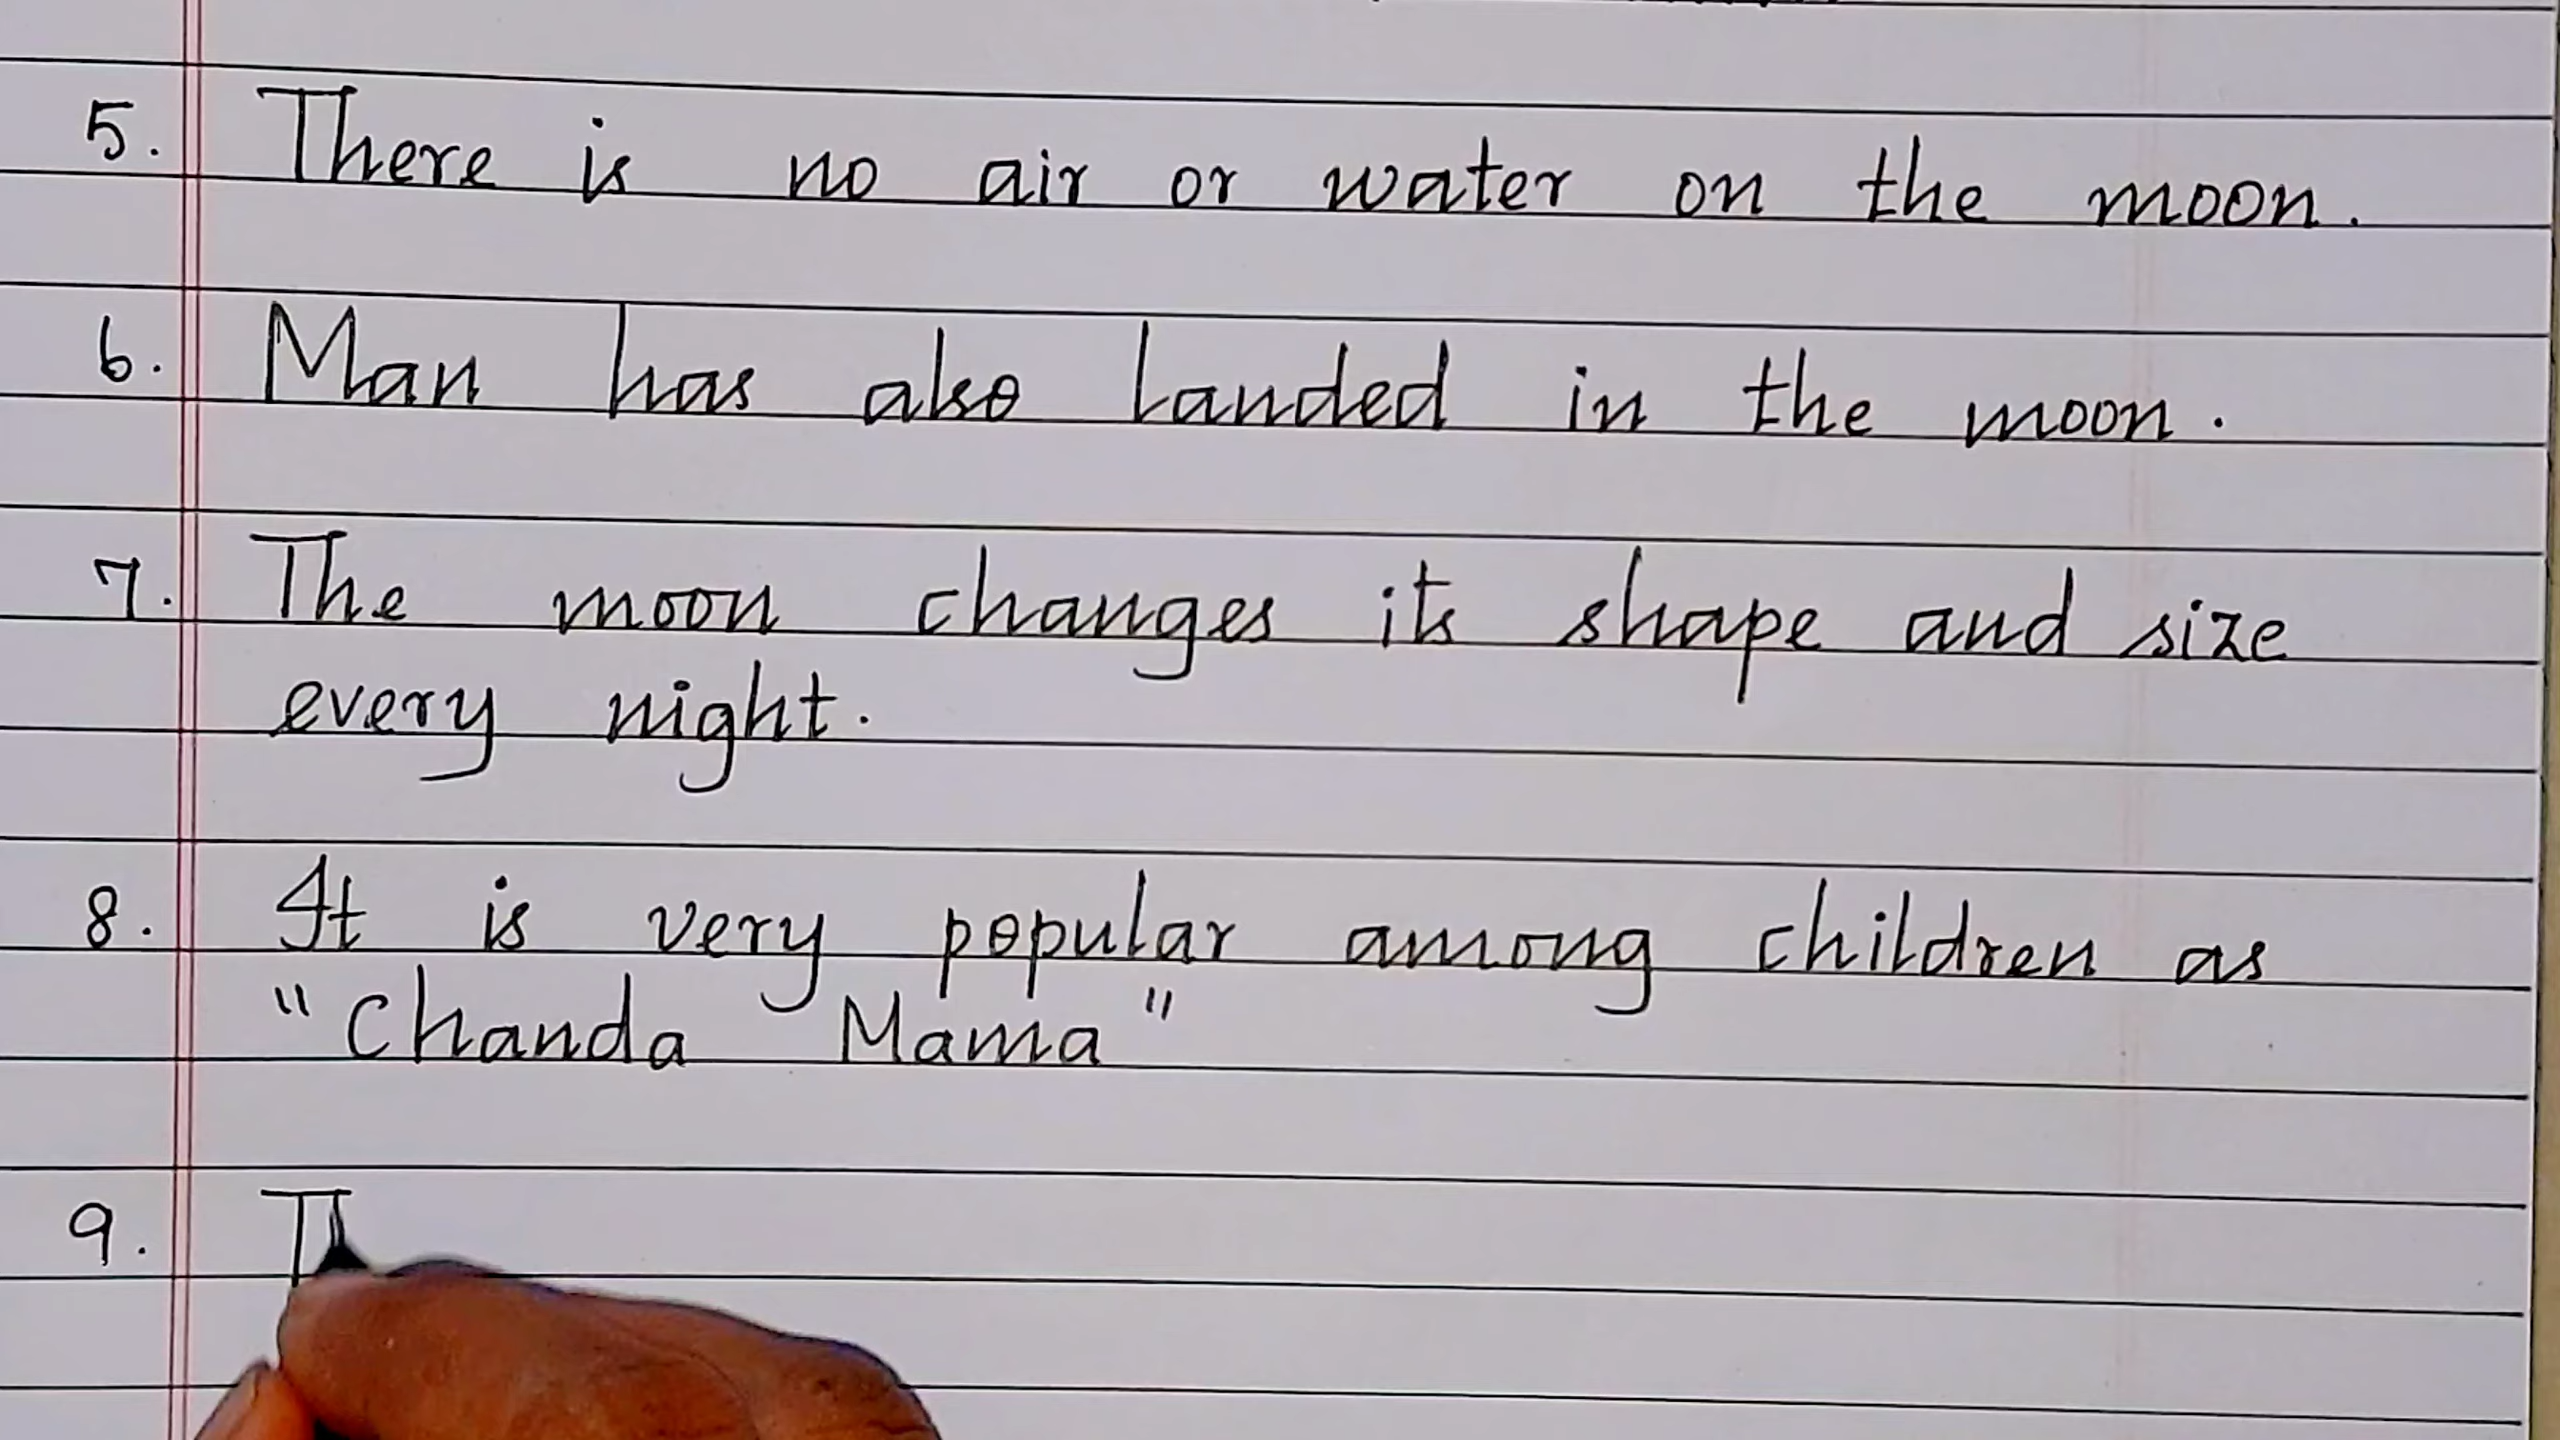 5. There is no air or water on the moon.
6. Man has also landed in the moon.
7. The moon changes its shape and size
every night.
8. It is very popular among children as
"Chanda Mama"
9.